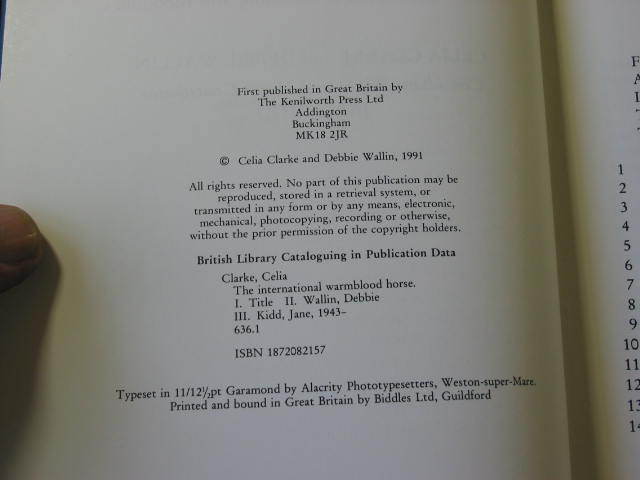 First published in Great Britain by
The Kenilworth Press Ltd
Addington
Buckingham
MK18 2JR
© Celia Clarke and Debbie Wallin, 1991
All rights reserved. No part of this publication may be
reproduced, stored in a retrieval system, or
transmitted in any form or by any means, electronic,
mechanical, photocopying, recording or otherwise,
without the prior permission of the copyright holders.
British Library Cataloguing in Publication Data
Clarke, Celia
The international warmblood horse.
I. Title II. Wallin, Debbie
III. Kidd, Jane, 1943–
636.1
ISBN 1872082157
Typeset in 11/12½pt Garamond by Alacrity Phototypesetters, Weston-super-Mare.
Printed and bound in Great Britain by Biddles Ltd, Guildford
1
2
3
4
5
6
7
8
9
10
11
12
13
14